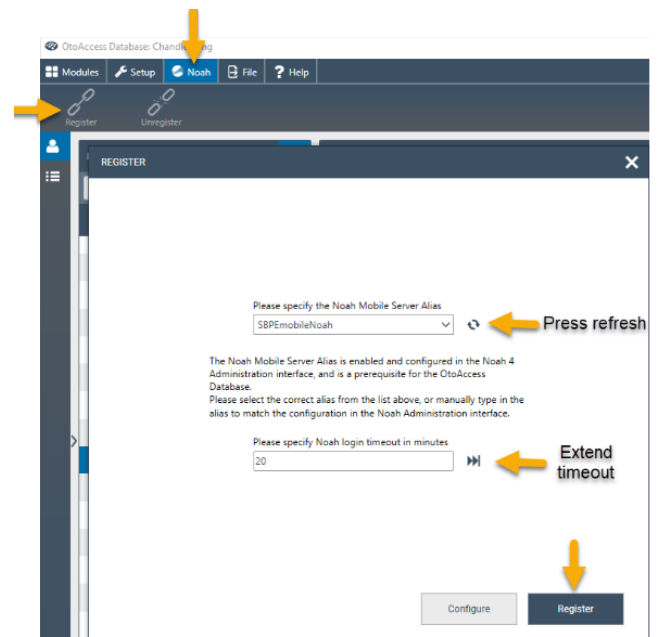 OtoAccess Database: Chand
Modules Setup Noah File ? Help
Register Unregister
REGISTER
Please specify the Noah Mobile Server Alias
SBPEmobileNoah
Press refresh
The Noah Mobile Server Alias is enabled and configured in the Noah 4
Administration interface, and is a prerequisite for the OtoAccess
Database.
Please select the correct alias from the list above, or manually type in the
alias to match the configuration in the Noah Administration interface.
Please specify Noah login timeout in minutes
20
Extend
timeout
Configure Register